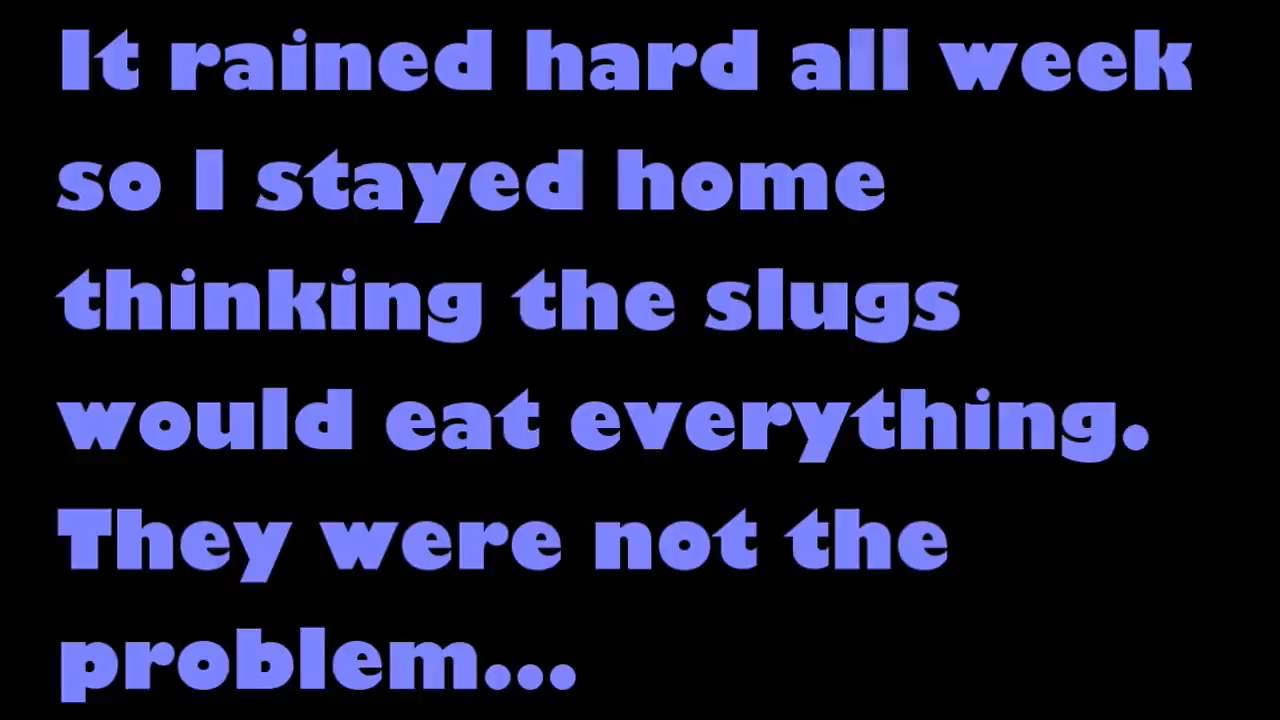 It rained hard all week
so I stayed home
thinking the slugs
would eat everything.
They were not the
problem...